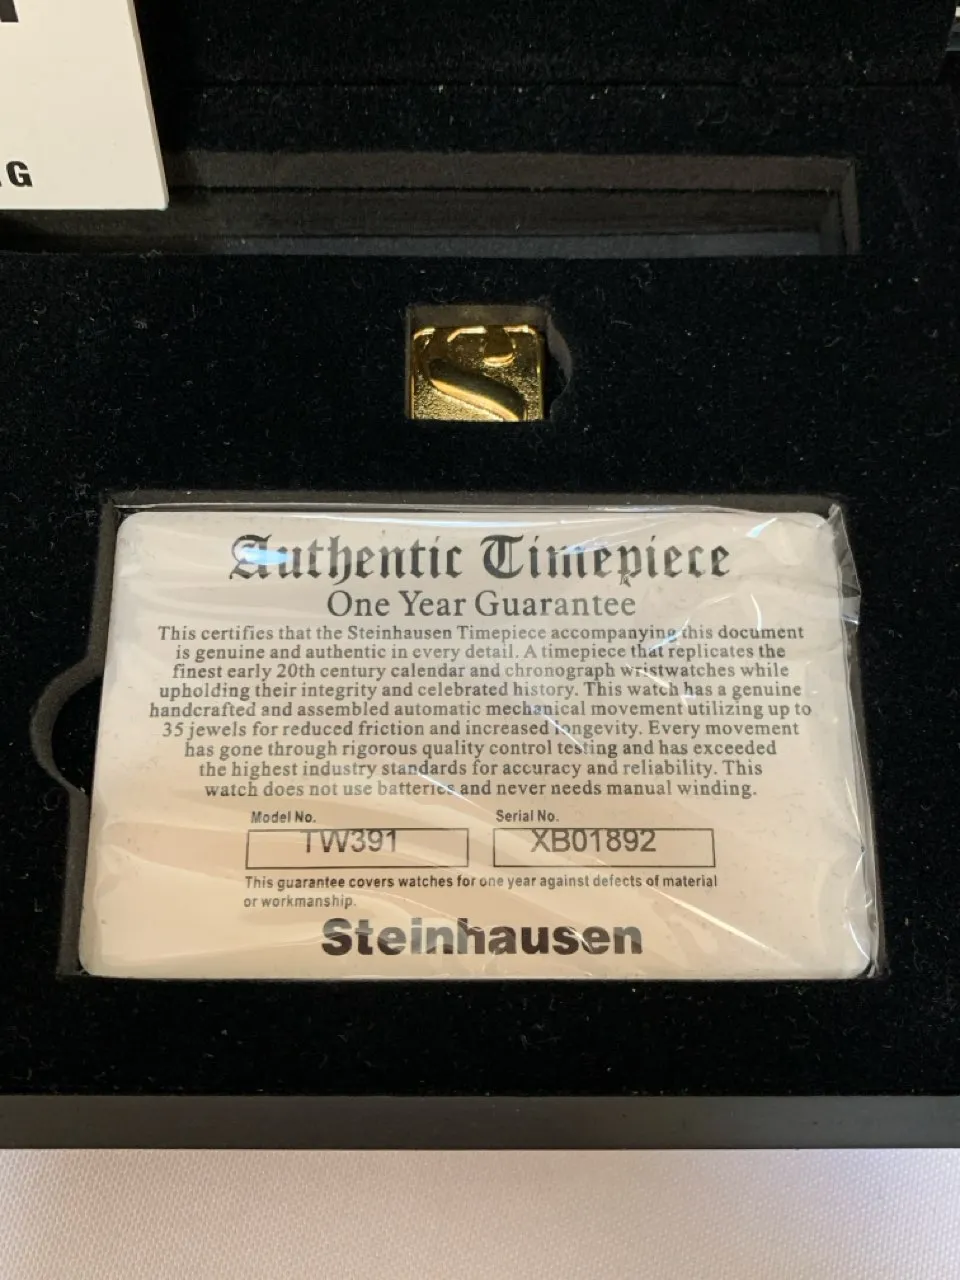 G
Authentic Timepiece
One Year Guarantee
This certifies that the Steinhausen Timepiece accompanying this document
is genuine and authentic in every detail. A timepiece that replicates the
finest early 20th century calendar and chronograph wristwatches while
upholding their integrity and celebrated history. This watch has a genuine
handcrafted and assembled automatic mechanical movement utilizing up to
35 jewels for reduced friction and increased longevity. Every movement
has gone through rigorous quality control testing and has exceeded
the highest industry standards for accuracy and reliability. This
watch does not use batteries and never needs manual winding.
Model No. Serial No.
TW391 XB01892
This guarantee covers watches for one year against defects of material
or workmanship.
Steinhausen